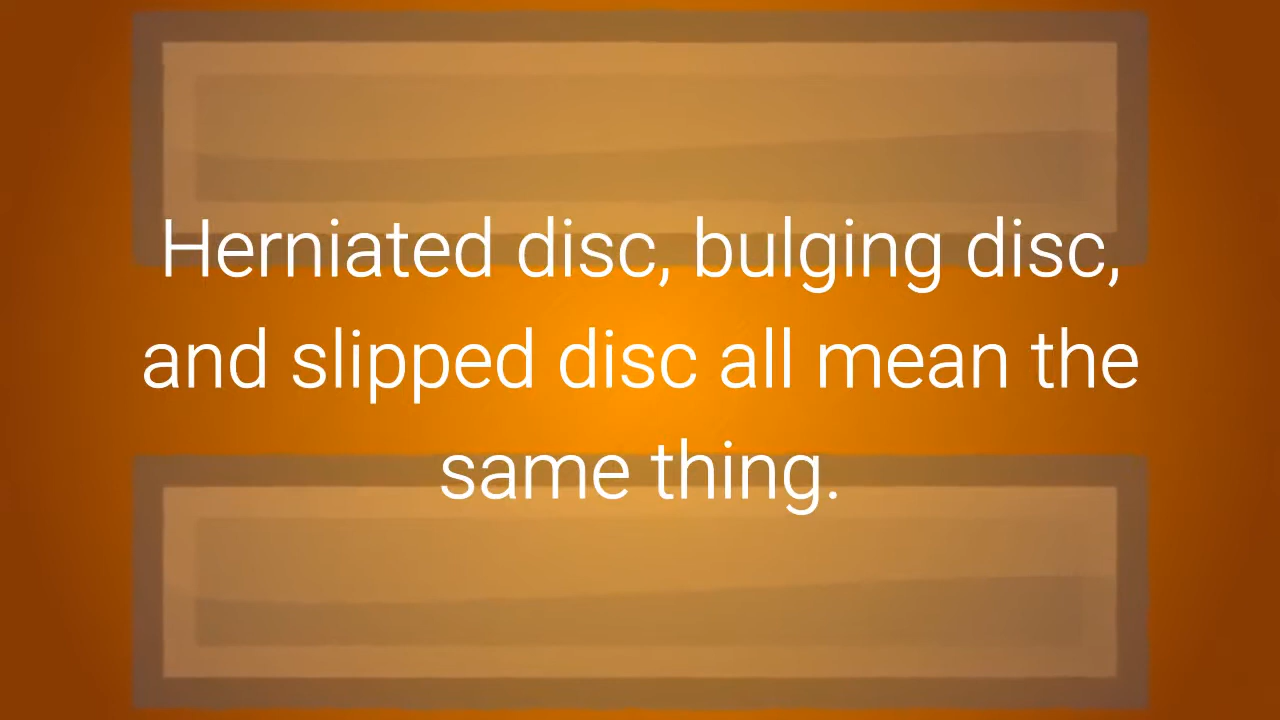 Herniated disc, bulging disc,
and slipped disc all mean the
same thing.